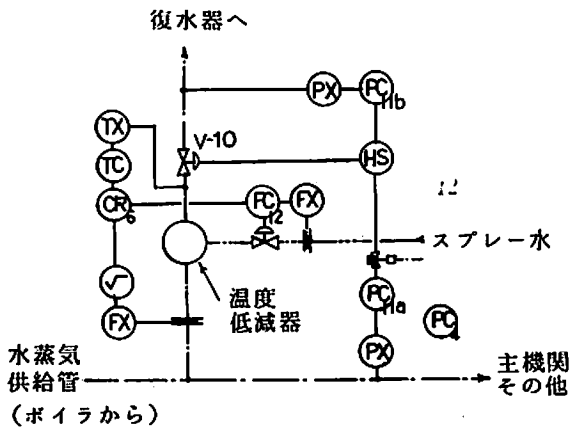 復水器へ
PX
PC
11b
TX
V-10
TC
HS
CR
6
FC
12
FX
12
スプレー水
√
温度
低減器
PC
11a
FX
PC
PX
水蒸気
供給管
(ボイラから)
主機関
その他